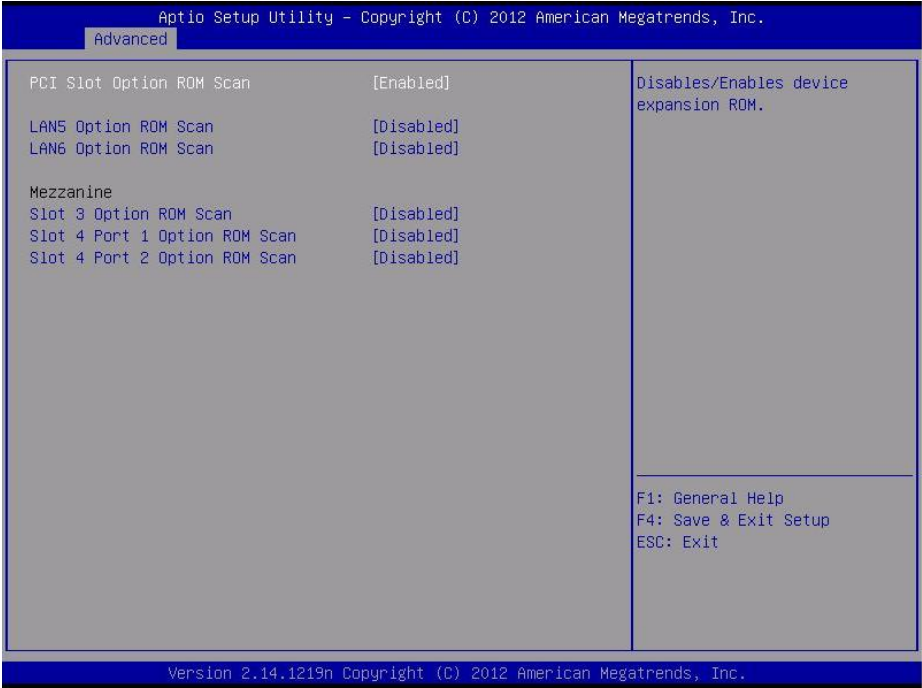 Aptio Setup Utility – Copyright (C) 2012 American Megatrends, Inc.
Advanced
PCI Slot Option ROM Scan [Enabled]
LAN5 Option ROM Scan [Disabled]
LAN6 Option ROM Scan [Disabled]
Mezzanine
Slot 3 Option ROM Scan [Disabled]
Slot 4 Port 1 Option ROM Scan [Disabled]
Slot 4 Port 2 Option ROM Scan [Disabled]
Disables/Enables device
expansion ROM.
F1: General Help
F4: Save & Exit Setup
ESC: Exit
Version 2.14.1219n Copyright (C) 2012 American Megatrends, Inc.